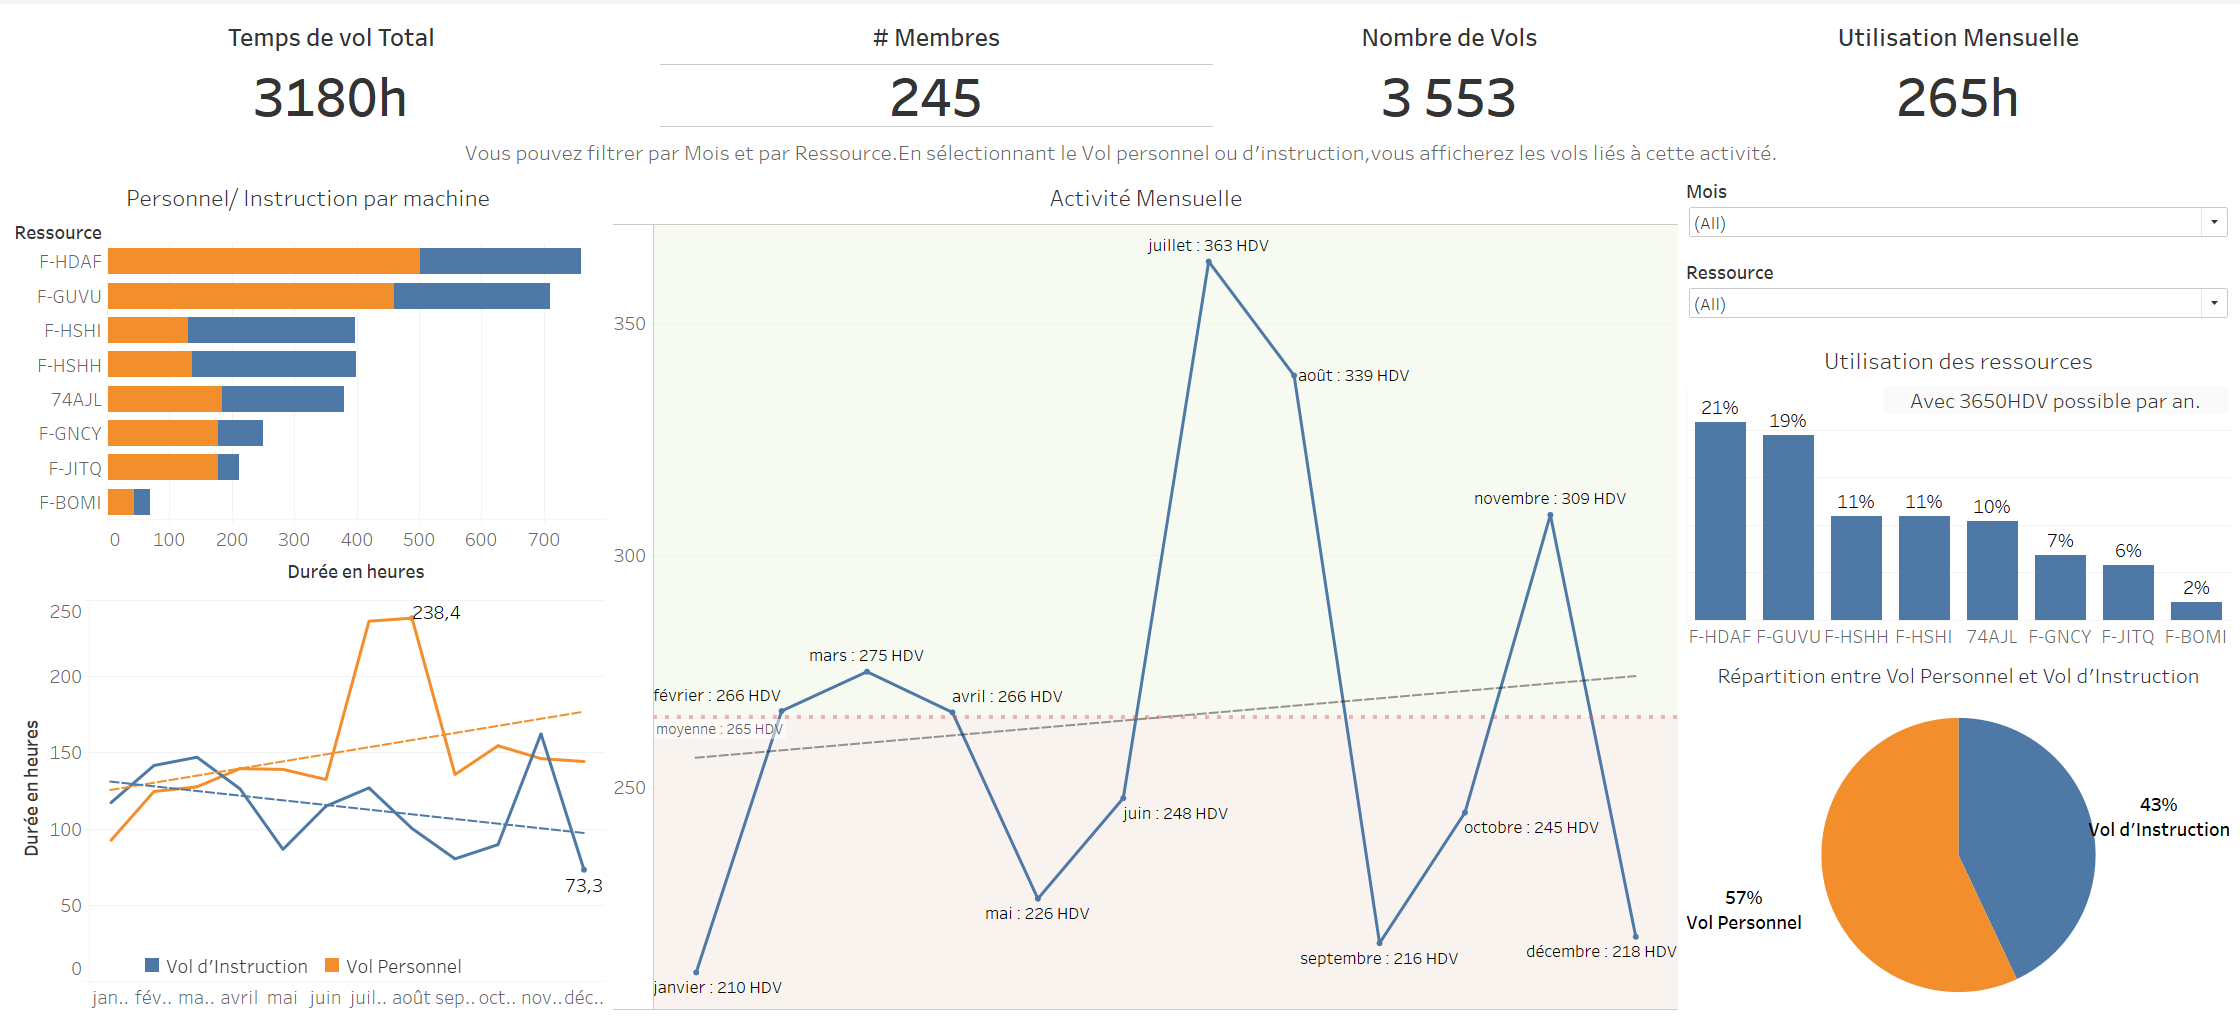 Temps de vol Total
3180h
# Membres
245
Nombre de Vols
3 553
Utilisation Mensuelle
265h
Vous pouvez filtrer par Mois et par Ressource.En sélectionnant le Vol personnel ou d'instruction,vous afficherez les vols liés à cette activité.
Personnel/ Instruction par machine
Ressource
F-HDAF
F-GUVU
F-HSHI
F-HSHH
74AJL
F-GNCY
F-JITQ
F-BOMI
0 100 200 300 400 500 600 700
Durée en heures
250
200
150
100
50
0
Durée en heures
238,4
73,3
Vol d'Instruction
Vol Personnel
jan.. fév.. ma.. avril mai juin juil.. août sep.. oct.. nov.. déc..
Activité Mensuelle
350
300
250
juillet : 363 HDV
août : 339 HDV
novembre : 309 HDV
mars : 275 HDV
février : 266 HDV
avril : 266 HDV
moyenne : 265 HDV
juin : 248 HDV
octobre : 245 HDV
mai : 226 HDV
septembre : 216 HDV
décembre : 218 HDV
janvier : 210 HDV
Mois
(All)
Ressource
(All)
Utilisation des ressources
Avec 3650HDV possible par an.
21% 19% 11% 11% 10% 7% 6% 2%
F-HDAF F-GUVU F-HSHH F-HSHI 74AJL F-GNCY F-JITQ F-BOMI
Répartition entre Vol Personnel et Vol d'Instruction
43%
Vol d'Instruction
57%
Vol Personnel